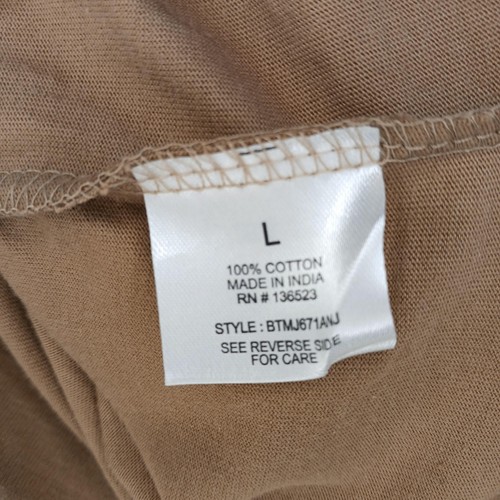 L
100% COTTON
MADE IN INDIA
RN # 136523
STYLE : BTMJ671ANJ
SEE REVERSE SIDE
FOR CARE